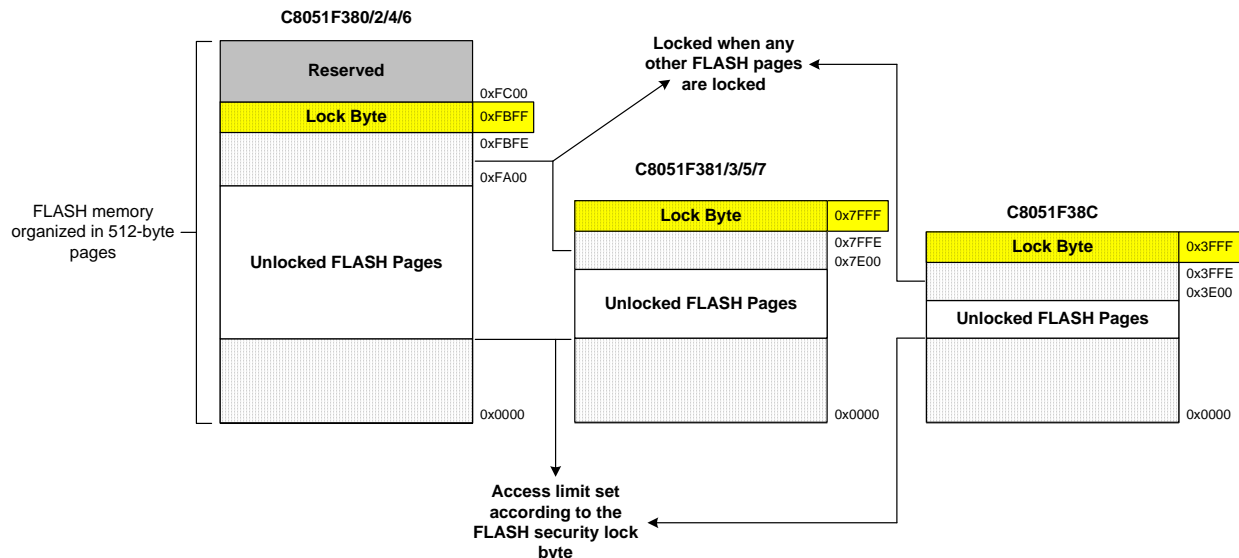 C8051F380/2/4/6
Reserved
0xFC00
Lock Byte
0xFBFF
0xFBFE
0xFA00
Unlocked FLASH Pages
0x0000
FLASH memory
organized in 512-byte
pages
Locked when any
other FLASH pages
are locked
C8051F381/3/5/7
Lock Byte
0x7FFF
0x7FFE
0x7E00
Unlocked FLASH Pages
0x0000
C8051F38C
Lock Byte
0x3FFF
0x3FFE
0x3E00
Unlocked FLASH Pages
0x0000
Access limit set
according to the
FLASH security lock
byte